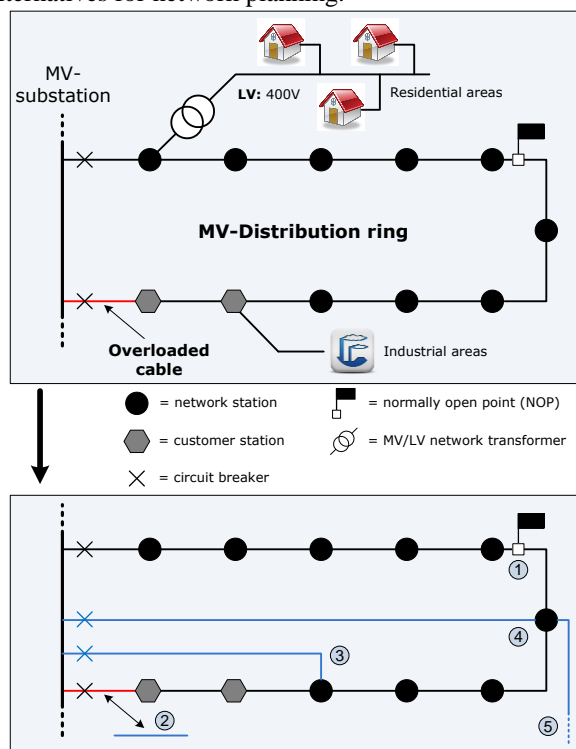 ternatives for network planning.
MV-
substation
LV: 400V
Residential areas
MV-Distribution ring
Overloaded
cable
Industrial areas
= network station
= normally open point (NOP)
= customer station
= MV/LV network transformer
= circuit breaker
1
4
3
2
5